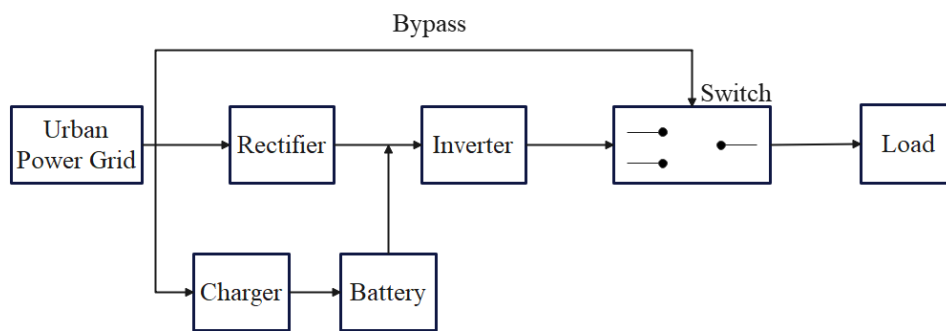 Bypass
Switch
Urban
Power Grid
Rectifier
Inverter
Load
Charger
Battery